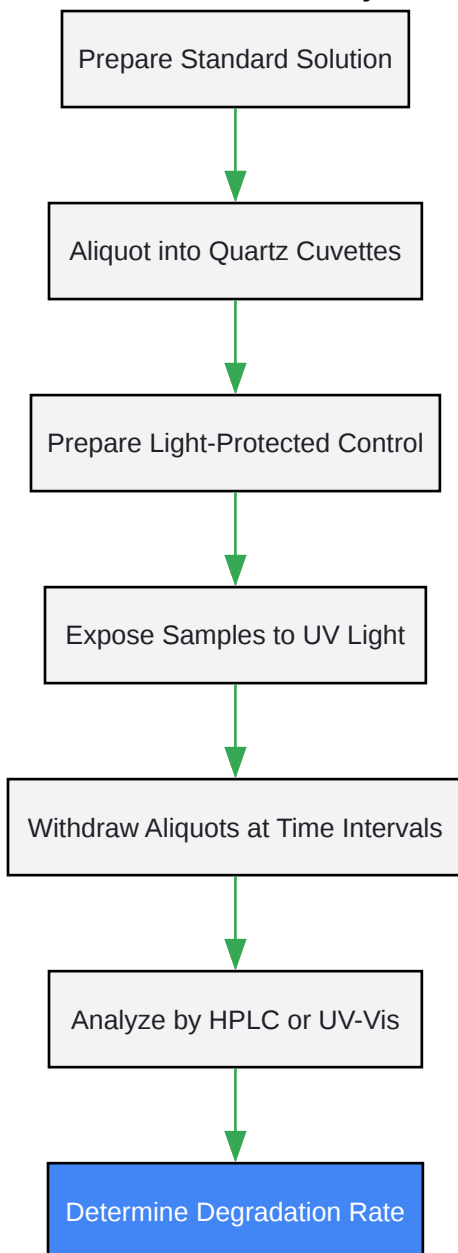 Prepare Standard Solution
Aliquot into Quartz Cuvettes
Prepare Light-Protected Control
Expose Samples to UV Light
Withdraw Aliquots at Time Intervals
Analyze by HPLC or UV-Vis
Determine Degradation Rate